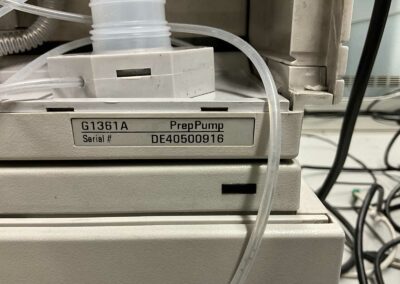 G1361A PrepPump
Serial # DE40500916